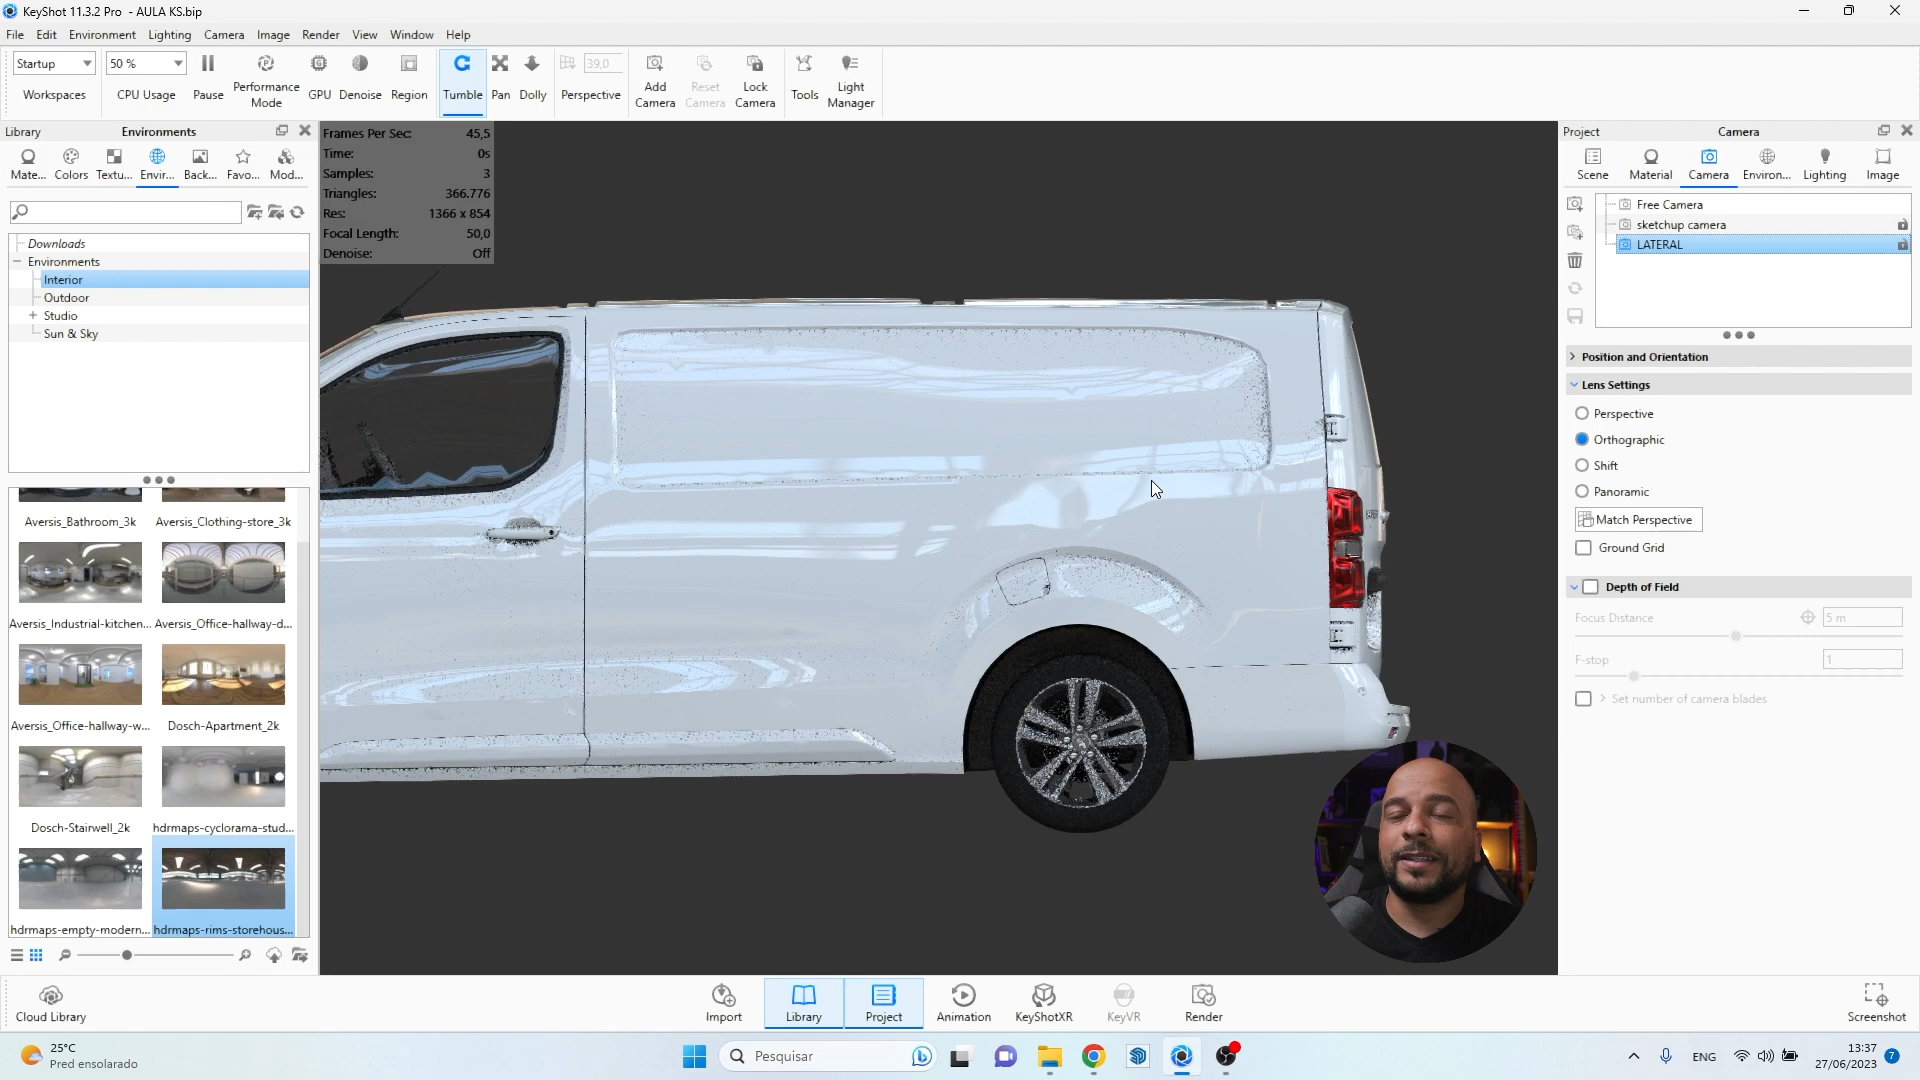 KeyShot 11.3.2 Pro - AULA KS.bip
File Edit Environment Lighting Camera Image Render View Window Help
Startup
50 %
39,0
Workspaces
CPU Usage
Pause
Performance
Mode
GPU
Denoise
Region
Tumble
Pan
Dolly
Perspective
Add
Camera
Reset
Camera
Lock
Camera
Tools
Light
Manager
Library
Environments
Mate...
Colors
Textu...
Envir...
Back...
Favo...
Mod...
Downloads
Environments
Interior
Outdoor
Studio
Sun & Sky
Aversis_Bathroom_3k
Aversis_Clothing-store_3k
Aversis_Industrial-kitchen...
Aversis_Office-hallway-d...
Aversis_Office-hallway-w...
Dosch-Apartment_2k
Dosch-Stairwell_2k
hdrmaps-cyclorama-stud...
hdrmaps-empty-modern...
hdrmaps-rims-storehous...
Frames Per Sec: 45,5
Time: 0s
Samples: 3
Triangles: 366.776
Res: 1366 x 854
Focal Length: 50,0
Denoise: Off
Project
Camera
Scene
Material
Camera
Environ...
Lighting
Image
Free Camera
sketchup camera
LATERAL
Position and Orientation
Lens Settings
Perspective
Orthographic
Shift
Panoramic
Match Perspective
Ground Grid
Depth of Field
Focus Distance
5 m
F-stop
1
Set number of camera blades
Cloud Library
Import
Library
Project
Animation
KeyShotXR
KeyVR
Render
Screenshot
25°C
Pred ensolarado
Pesquisar
ENG
13:37
27/06/2023
7